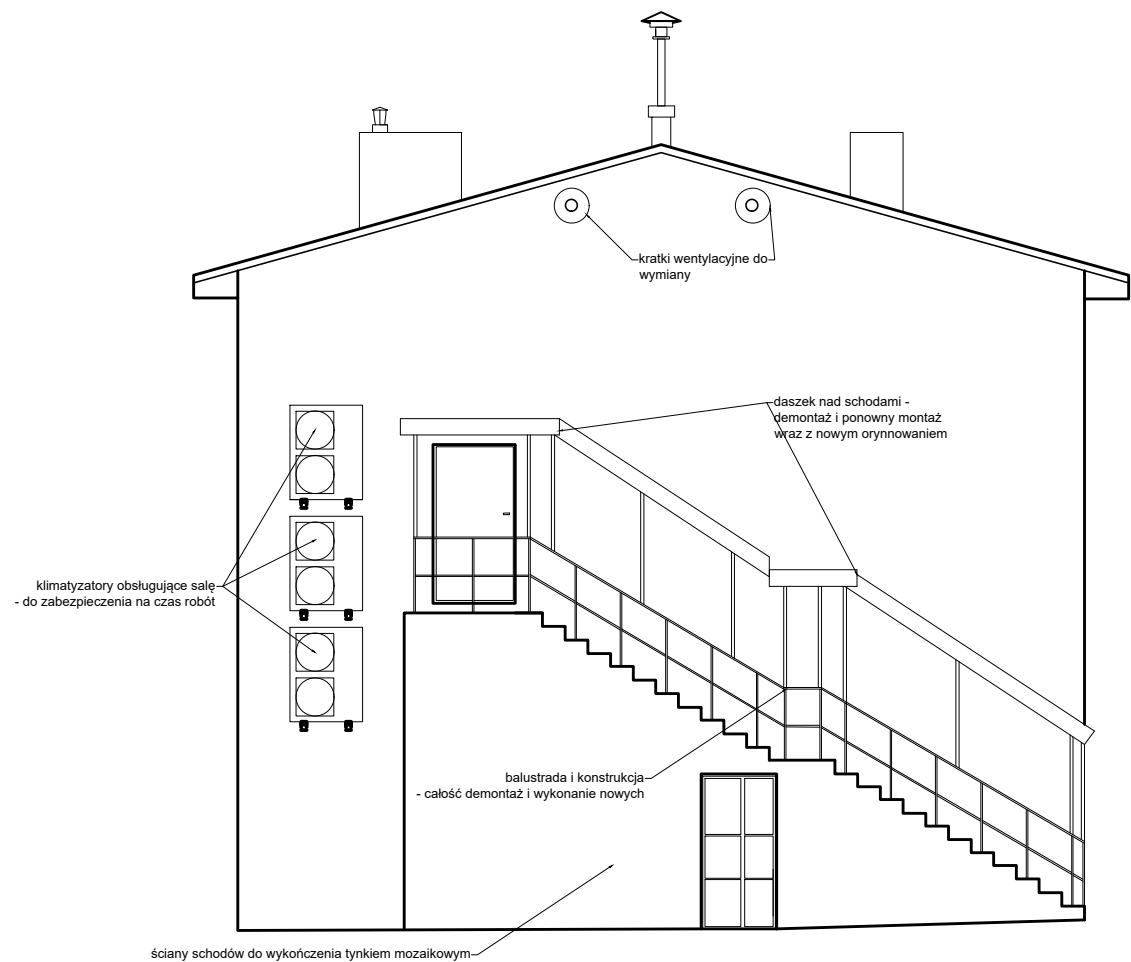 kratki wentylacyjne do
wymiany
daszek nad schodami -
demontaż i ponowny montaż
wraz z nowym orynnowaniem
klimatyzatory obsługujące salę
- do zabezpieczenia na czas robót
balustrada i konstrukcja
- całość demontaż i wykonanie nowych
ściany schodów do wykończenia tynkiem mozaikowym